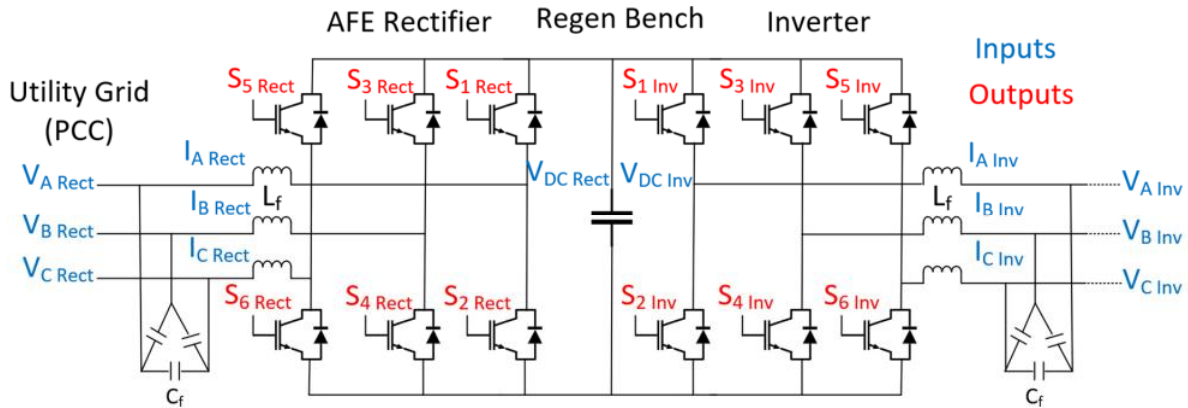 AFE Rectifier
Regen Bench
Inverter
Inputs
Outputs
Utility Grid
(PCC)
S5 Rect
S3 Rect
S1 Rect
S1 Inv
S3 Inv
S5 Inv
IA Rect
VA Rect
Lf
IB Rect
VB Rect
IC Rect
VC Rect
VDC Rect
VDC Inv
IA Inv
Lf
VA Inv
IB Inv
VB Inv
IC Inv
VC Inv
S6 Rect
S4 Rect
S2 Rect
S2 Inv
S4 Inv
S6 Inv
Cf
Cf